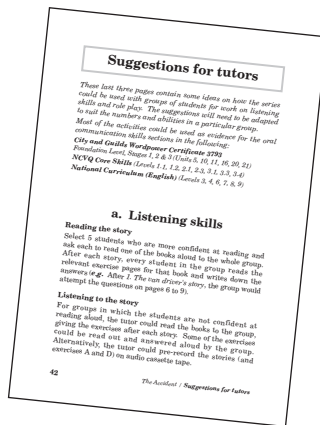 Suggestions for tutors
These last three pages contain some ideas on how the series
could be used with groups of students for work on listening
skills and role play. The suggestions will need to be adapted
to suit the numbers and abilities in a particular group.
Most of the activities could be used as evidence for the oral
communication skills sections in the following:
City and Guilds Wordpower Certificate 3793
Foundation Level, Stages 1, 2 & 3 (Units 5, 10, 11, 16, 20, 21)
NCVQ Core Skills (Levels 1.1, 1.2, 2.1, 2.3, 3.1, 3.3, 3.4)
National Curriculum (English) (Levels 3, 4, 6, 7, 8, 9)
a. Listening skills
Reading the story
Select 5 students who are more confident at reading and
ask each to read one of the books aloud to the whole group.
After each story, every student in the group reads the
relevant exercise pages for that book and writes down the
answers (e.g. After 1. The van driver's story, the group would
attempt the questions on pages 6 to 9).
Listening to the story
For groups in which the students are not confident at
reading aloud, the tutor could read the books to the group,
giving the exercises after each story. Some of the exercises
could be read out and answered aloud by the group.
Alternatively, the tutor could pre-record the stories (and
exercises A and D) on audio cassette tape.
42
The Accident / Suggestions for tutors